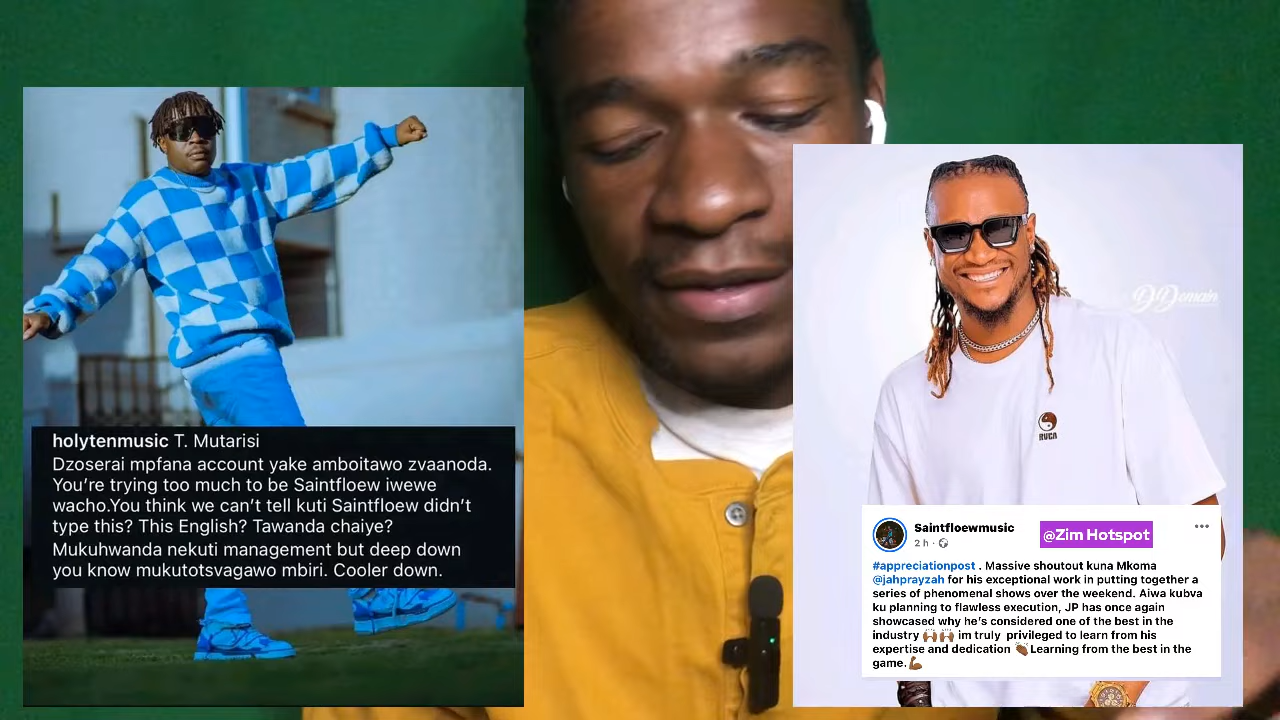 holytenmusic T. Mutarisi
Dzoserai mpfana account yake amboitawo zvaanoda.
You're trying too much to be Saintfloew iwewe
wacho.You think we can't tell kuti Saintfloew didn't
type this? This English? Tawanda chaiye?
Mukuhwanda nekuti management but deep down
you know mukutotsvagawo mbiri. Cooler down.
DJ Domain
RVCA
Saintfloewmusic
@Zim Hotspot
2 h ·
#appreciationpost . Massive shoutout kuna Mkoma
@jahprayzah for his exceptional work in putting together a
series of phenomenal shows over the weekend. Aiwa kubva
ku planning to flawless execution, JP has once again
showcased why he's considered one of the best in the
industry 🙌🏾🙌🏾 im truly privileged to learn from his
expertise and dedication 👏🏾Learning from the best in the
game.💪🏾